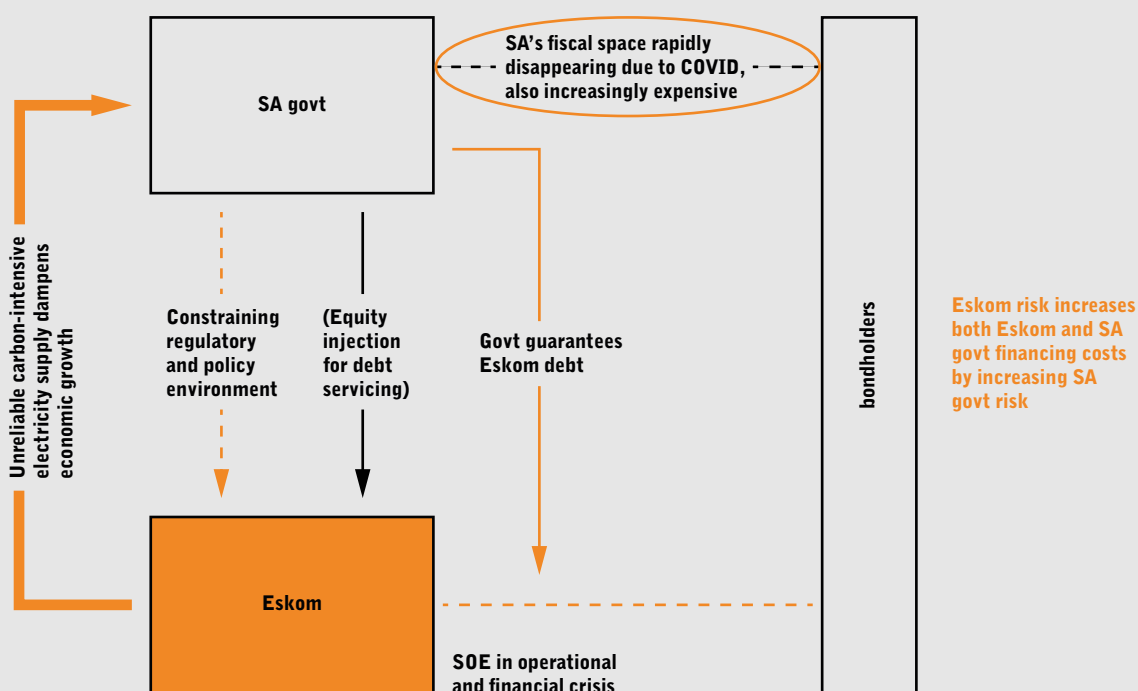 SA’s fiscal space rapidly
disappearing due to COVID,
also increasingly expensive
SA govt
Unreliable carbon-intensive
electricity supply dampens
economic growth
Constraining
regulatory
and policy
environment
(Equity
injection
for debt
servicing)
Govt guarantees
Eskom debt
bondholders
Eskom risk increases
both Eskom and SA
govt financing costs
by increasing SA
govt risk
Eskom
SOE in operational
and financial crisis